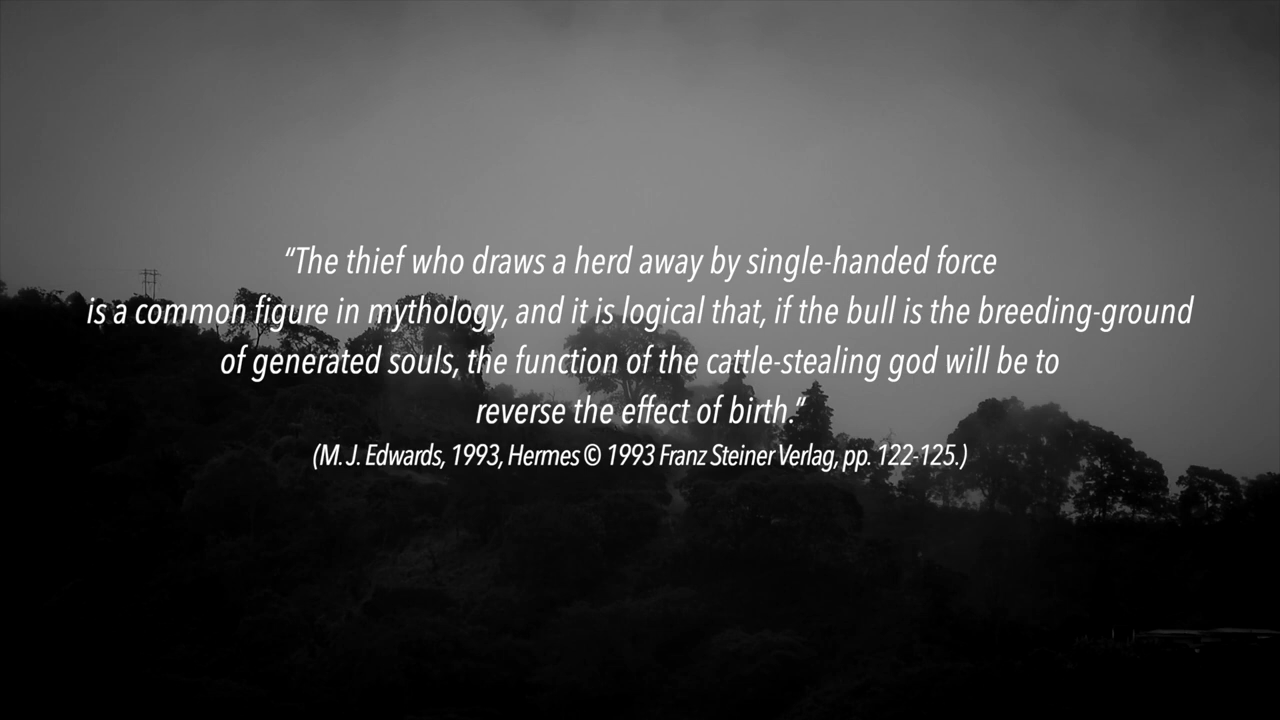 “The thief who draws a herd away by single-handed force
is a common figure in mythology, and it is logical that, if the bull is the breeding-ground
of generated souls, the function of the cattle-stealing god will be to
reverse the effect of birth.“
(M. J. Edwards, 1993, Hermes © 1993 Franz Steiner Verlag, pp. 122-125.)